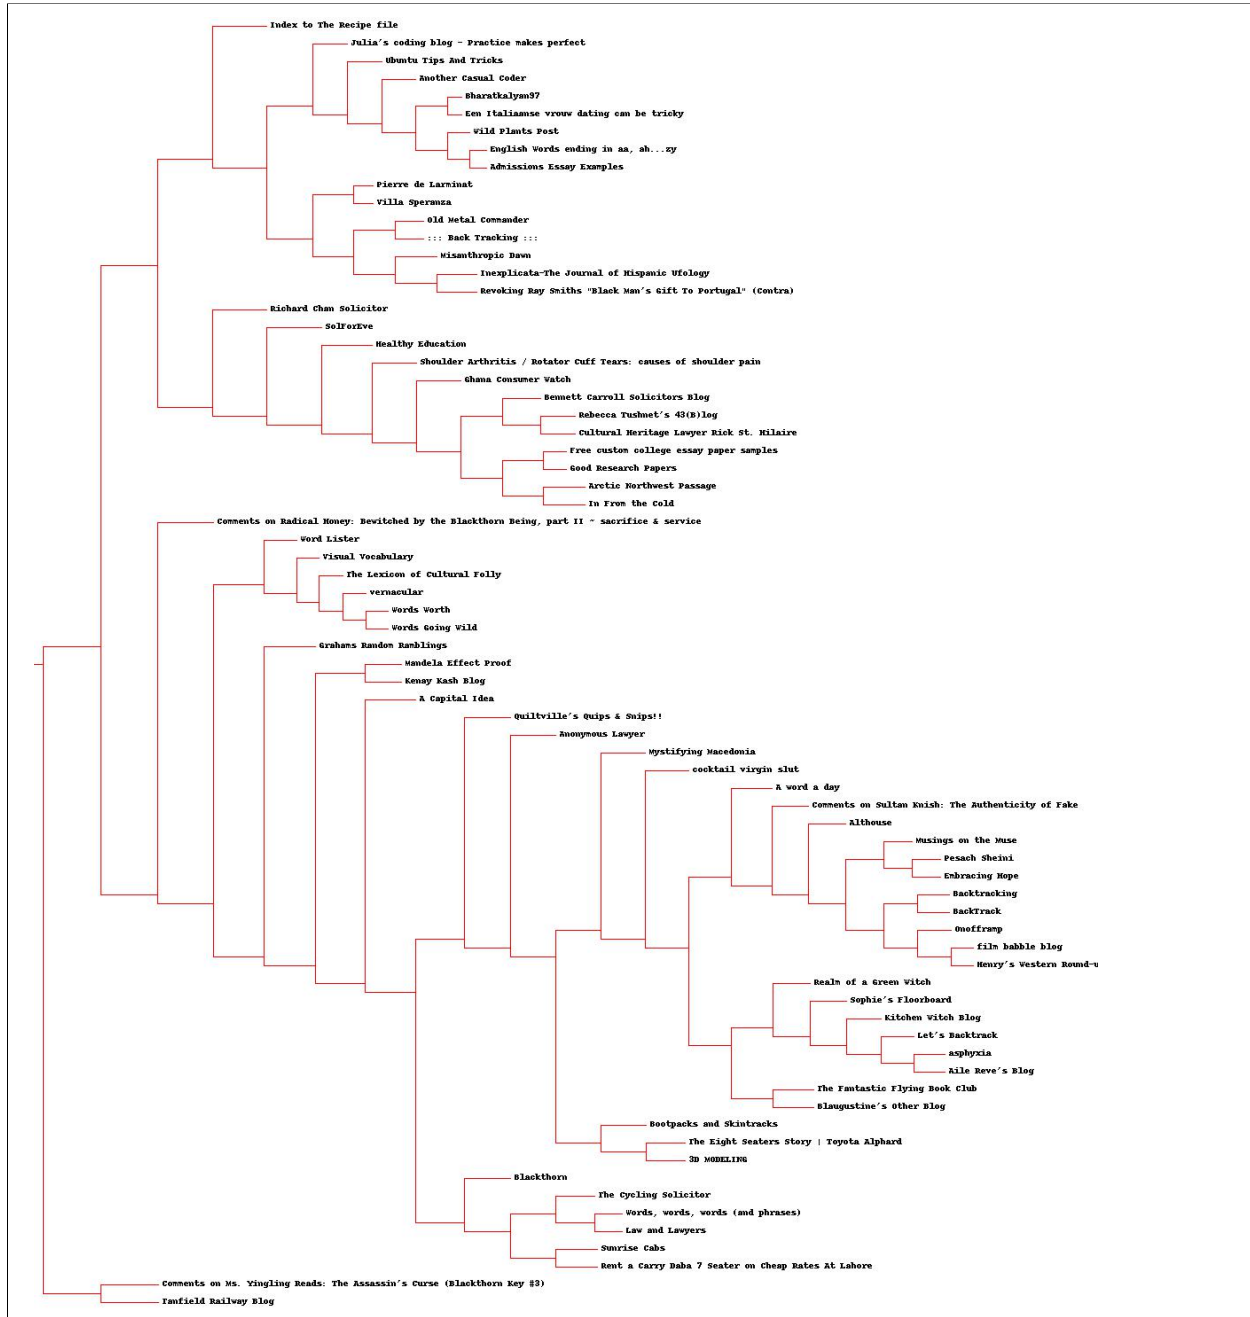 Index to The Recipe file
Julia's coding blog - Practice makes perfect
Ubuntu Tips And Tricks
Another Casual Coder
Bharatkalyan97
Een Italiaanse vrouw dating can be tricky
Wild Plants Post
English Words ending in aa, ah...zy
Admissions Essay Examples
Pierre de Larminat
Villa Speranza
Old Metal Commander
::: Back Tracking :::
Misanthropic Dawn
Inexplicata-The Journal of Hispanic Ufology
Revoking Ray Smiths "Black Man's Gift To Portugal" (Contra)
Richard Chan Solicitor
SolForEve
Healthy Education
Shoulder Arthritis / Rotator Cuff Tears: causes of shoulder pain
Ghana Consumer Watch
Bennett Carroll Solicitors Blog
Rebecca Tushnet's 43(B)log
Cultural Heritage Lawyer Rick St. Hilaire
Free custom college essay paper samples
Good Research Papers
Arctic Northwest Passage
In From the Cold
Comments on Radical Honey: Bewitched by the Blackthorn Being, part II ~ sacrifice & service
Word Lister
Visual Vocabulary
The Lexicon of Cultural Folly
vernacular
Words Worth
Words Going Wild
Grahams Random Ramblings
Mandela Effect Proof
Kenay Kash Blog
A Capital Idea
Quiltville's Quips & Snips!!
Anonymous Lawyer
Mystifying Macedonia
cocktail virgin slut
A word a day
Comments on Sultan Knish: The Authenticity of Fake
Althouse
Musings on the Muse
Pesach Sheini
Embracing Hope
Backtracking
BackTrack
Onofframp
film babble blog
Henry's Western Round-u
Realm of a Green Witch
Sophie's Floorboard
Kitchen Witch Blog
Let's Backtrack
asphyxia
Aile Reve's Blog
The Fantastic Flying Book Club
Blaugustine's Other Blog
Bootpacks and Skintracks
The Eight Seaters Story | Toyota Alphard
3D MODELING
Blackthorn
The Cycling Solicitor
Words, words, words (and phrases)
Law and Lawyers
Sunrise Cabs
Rent a Carry Daba 7 Seater on Cheap Rates At Lahore
Comments on Ms. Yingling Reads: The Assassin's Curse (Blackthorn Key #3)
Tanfield Railway Blog